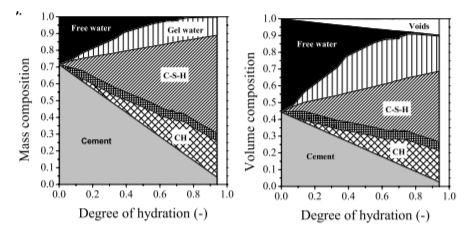 Mass composition
1.0
0.9
0.8
0.7
0.6
0.5
0.4
0.3
0.2
0.1
0.0
Free water
Gel water
C-S-H
CH
Cement
0.0 0.2 0.4 0.6 0.8 1.0
Degree of hydration (-)
Volume composition
1.0
0.9
0.8
0.7
0.6
0.5
0.4
0.3
0.2
0.1
0.0
Voids
Free water
C-S-H
CH
Cement
0.0 0.2 0.4 0.6 0.8 1.0
Degree of hydration (-)